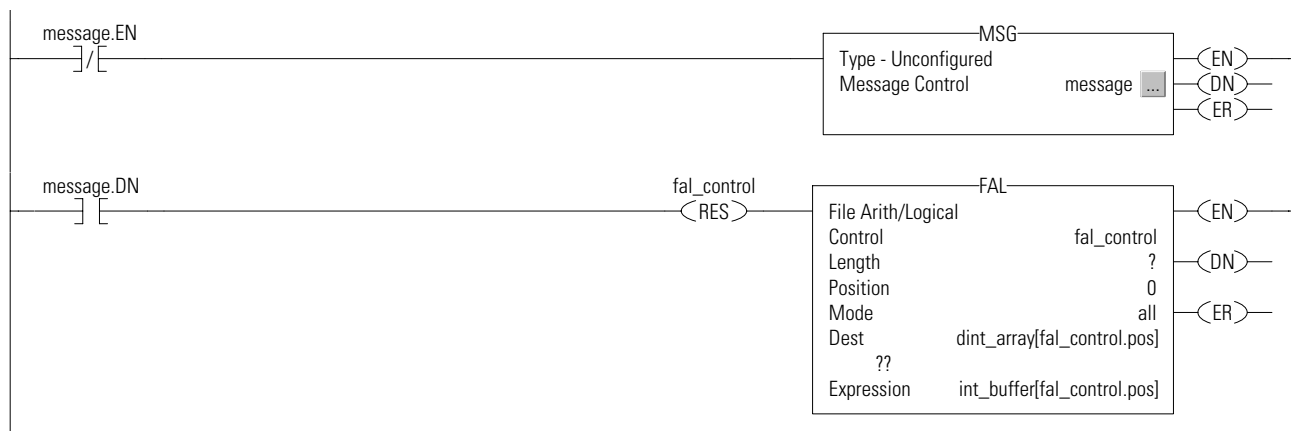 message.EN
MSG
Type - Unconfigured
Message Control message ...
EN
DN
ER
message.DN
fal_control
RES
FAL
File Arith/Logical
Control fal_control
Length ?
Position 0
Mode all
Dest dint_array[fal_control.pos]
??
Expression int_buffer[fal_control.pos]
EN
DN
ER